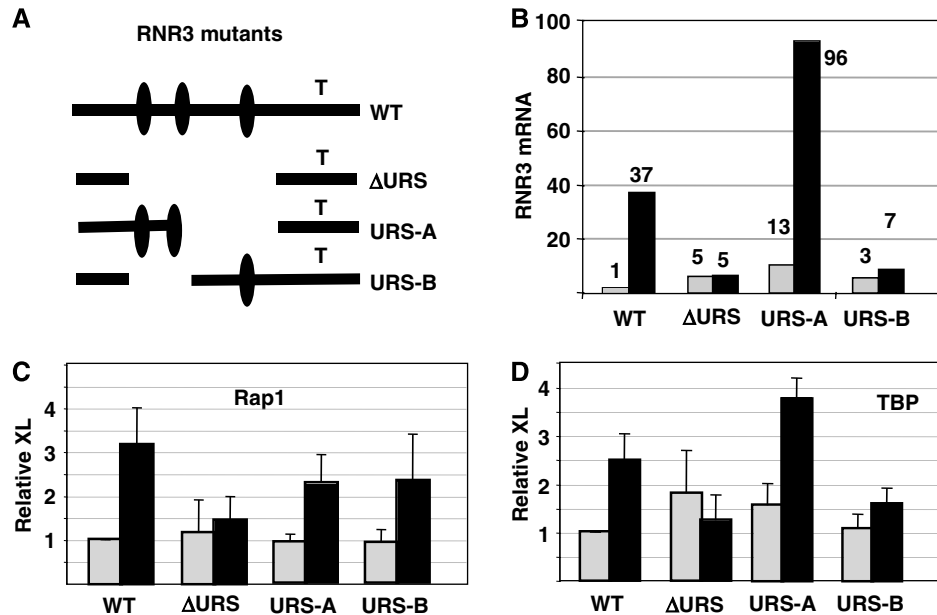 A
RNR3 mutants
T
WT
T
ΔURS
T
URS-A
T
URS-B
B
RNR3 mRNA
100
80
60
40
20
1
37
5
5
13
96
3
7
WT
ΔURS
URS-A
URS-B
C
Rap1
Relative XL
4
3
2
1
WT
ΔURS
URS-A
URS-B
D
TBP
Relative XL
4
3
2
1
WT
ΔURS
URS-A
URS-B